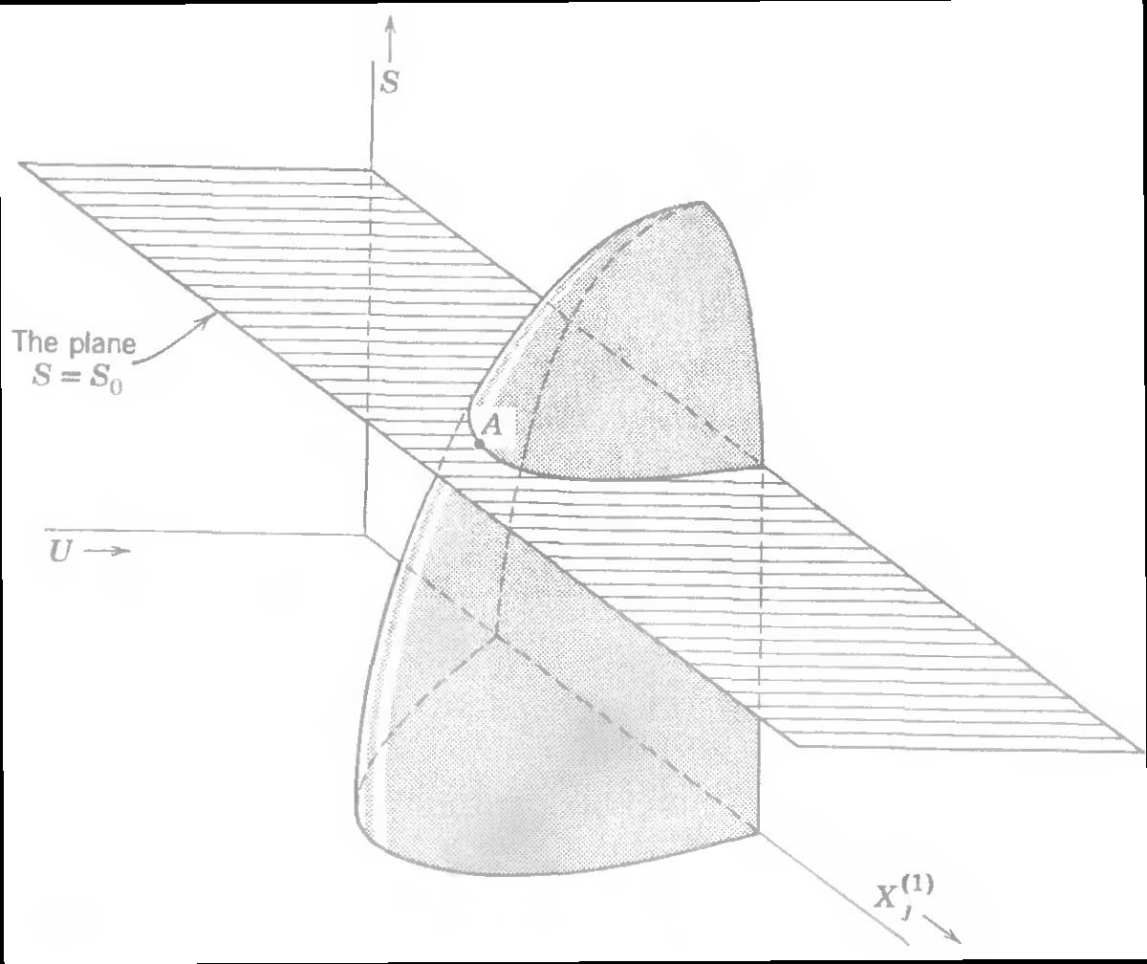 S
The plane
S = S₀
A
U →
X_j^{(1)}